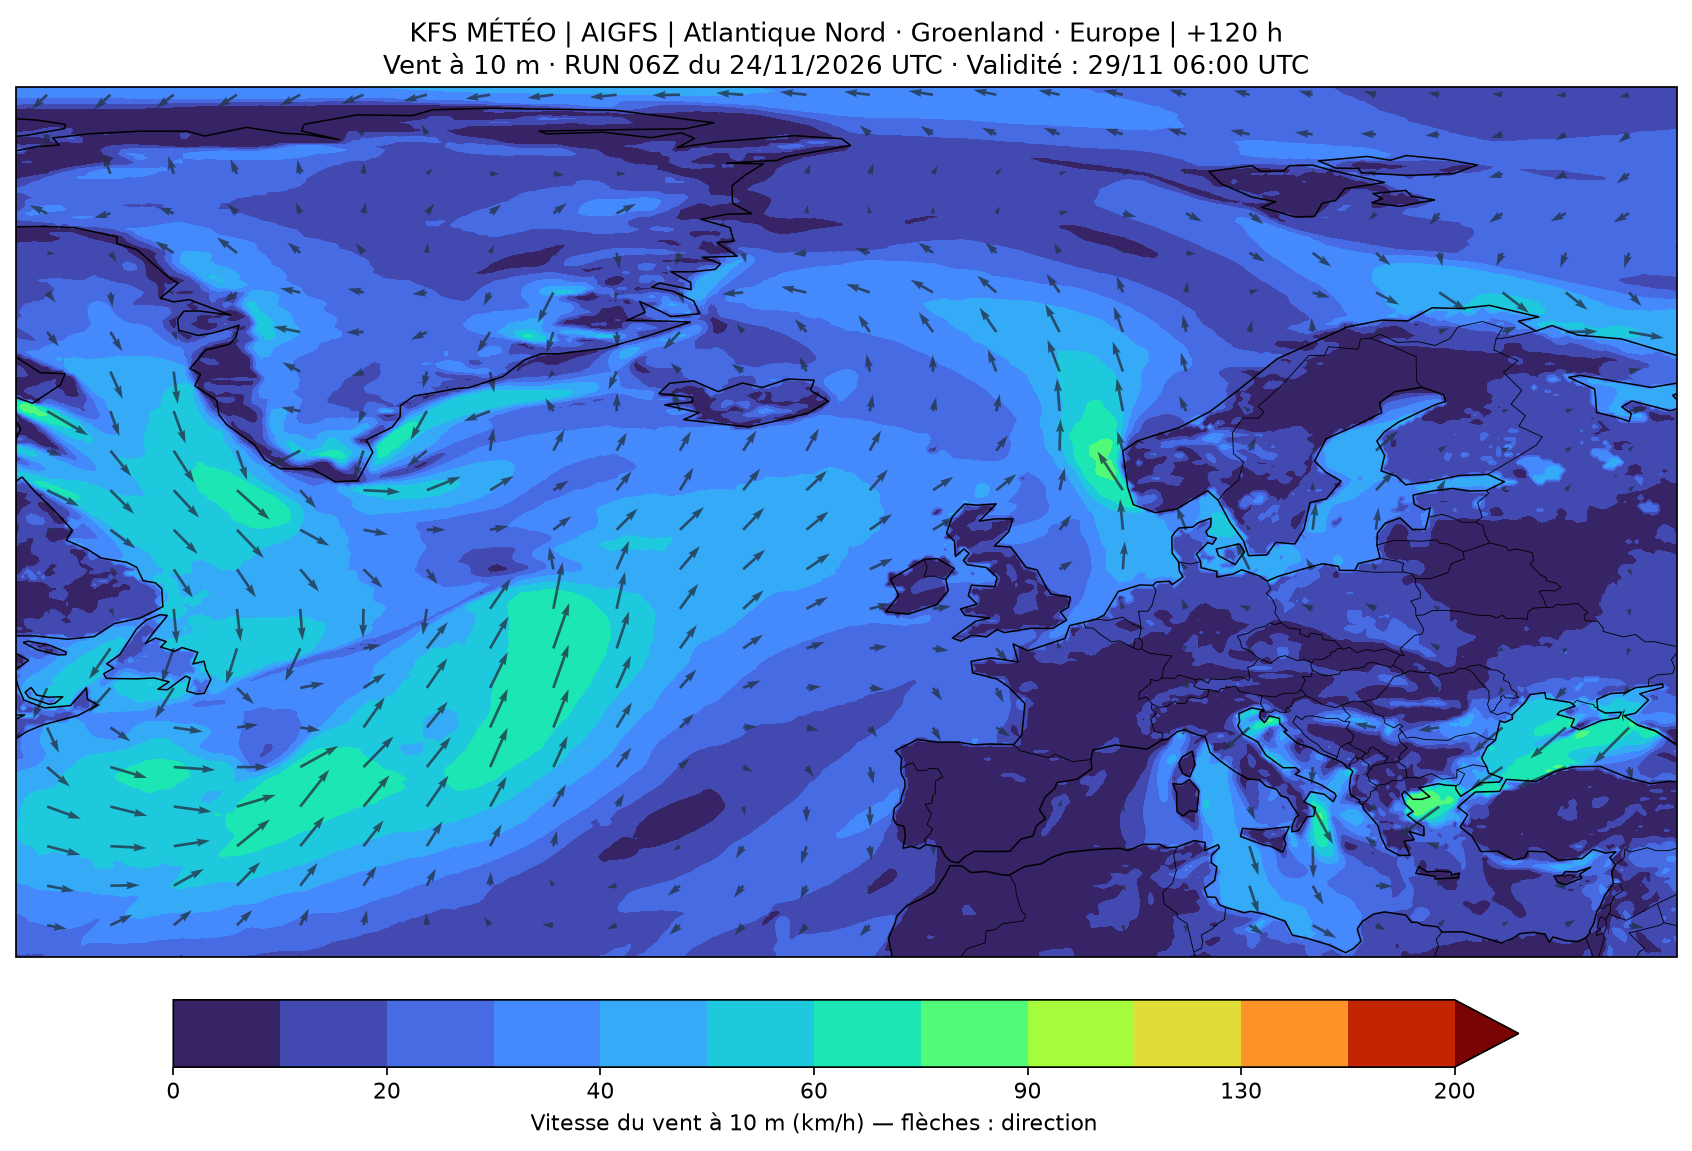 KFS MÉTÉO | AIGFS | Atlantique Nord · Groenland · Europe | +120 h
Vent à 10 m · RUN 06Z du 24/11/2026 UTC · Validité : 29/11 06:00 UTC
0 20 40 60 90 130 200
Vitesse du vent à 10 m (km/h) — flèches : direction